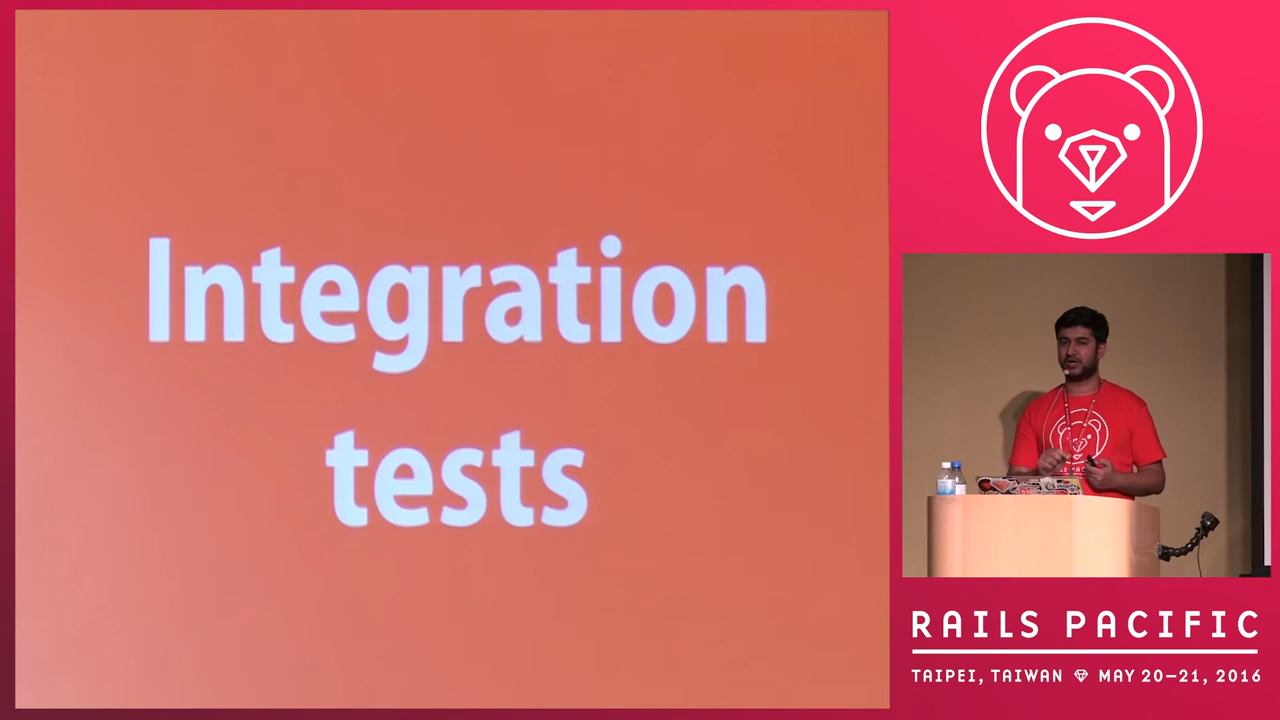 Integration
tests
RAILS PACIFIC
TAIPEI, TAIWAN MAY 20–21, 2016